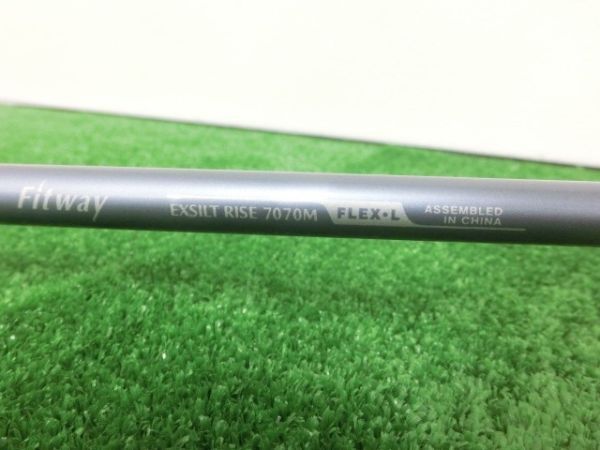 Fitway
EXSILT RISE 7070M
FLEX·L
ASSEMBLED
IN CHINA